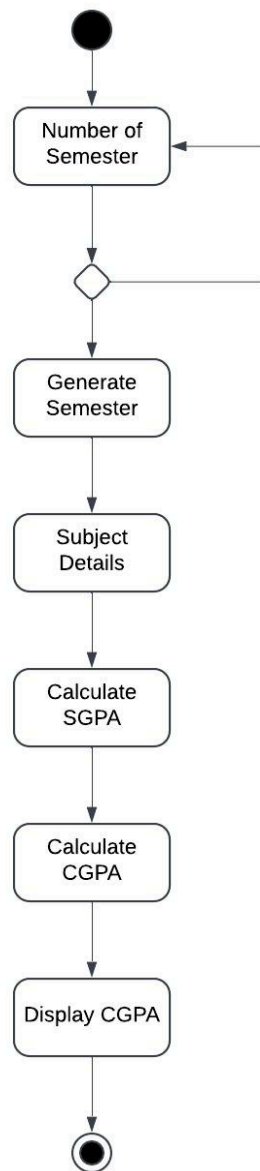 Number of
Semester
Generate
Semester
Subject
Details
Calculate
SGPA
Calculate
CGPA
Display CGPA